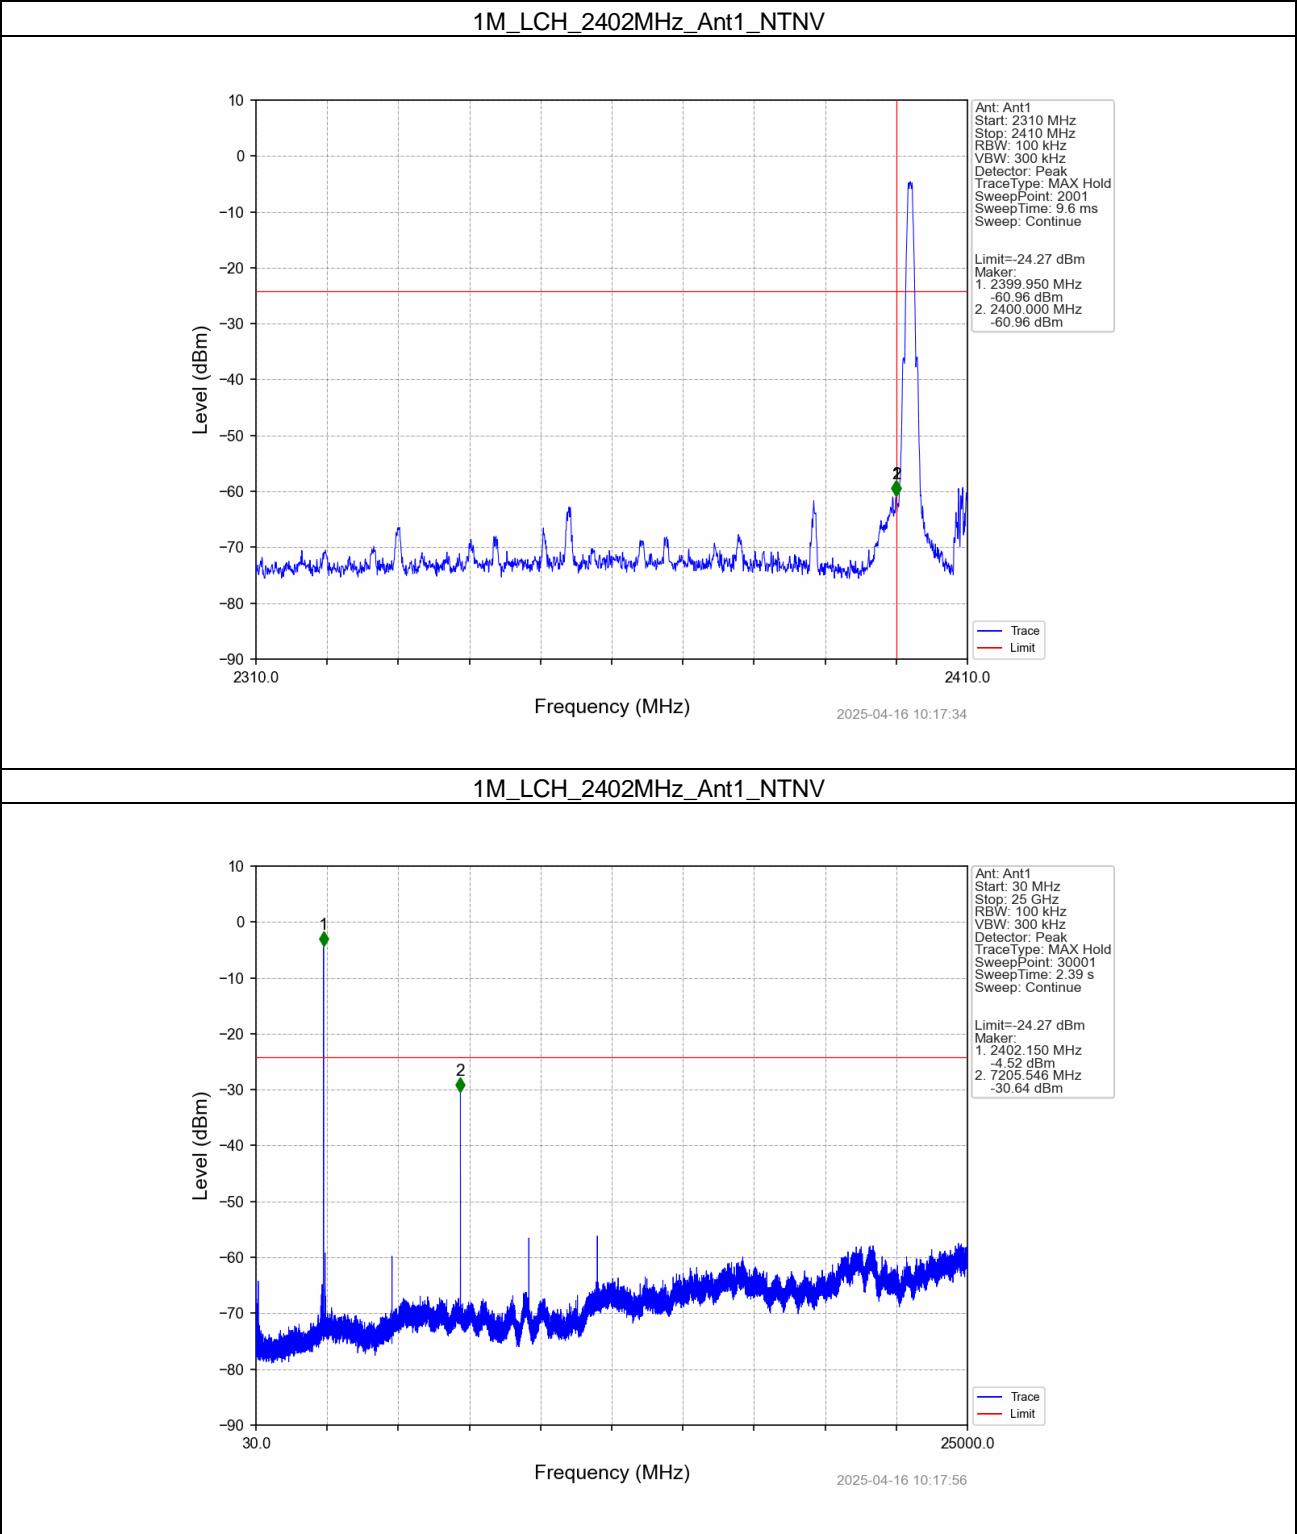 1M_LCH_2402MHz_Ant1_NTNV
10
0
−10
−20
−30
−40
−50
−60
−70
−80
−90
Level (dBm)
2310.0
2410.0
Frequency (MHz)
2025-04-16 10:17:34
2
Ant: Ant1
Start: 2310 MHz
Stop: 2410 MHz
RBW: 100 kHz
VBW: 300 kHz
Detector: Peak
TraceType: MAX Hold
SweepPoint: 2001
SweepTime: 9.6 ms
Sweep: Continue
Limit=-24.27 dBm
Maker:
1. 2399.950 MHz
-60.96 dBm
2. 2400.000 MHz
-60.96 dBm
Trace
Limit
1M_LCH_2402MHz_Ant1_NTNV
10
0
−10
−20
−30
−40
−50
−60
−70
−80
−90
Level (dBm)
30.0
25000.0
Frequency (MHz)
2025-04-16 10:17:56
1
2
Ant: Ant1
Start: 30 MHz
Stop: 25 GHz
RBW: 100 kHz
VBW: 300 kHz
Detector: Peak
TraceType: MAX Hold
SweepPoint: 30001
SweepTime: 2.39 s
Sweep: Continue
Limit=-24.27 dBm
Maker:
1. 2402.150 MHz
-4.52 dBm
2. 7205.546 MHz
-30.64 dBm
Trace
Limit